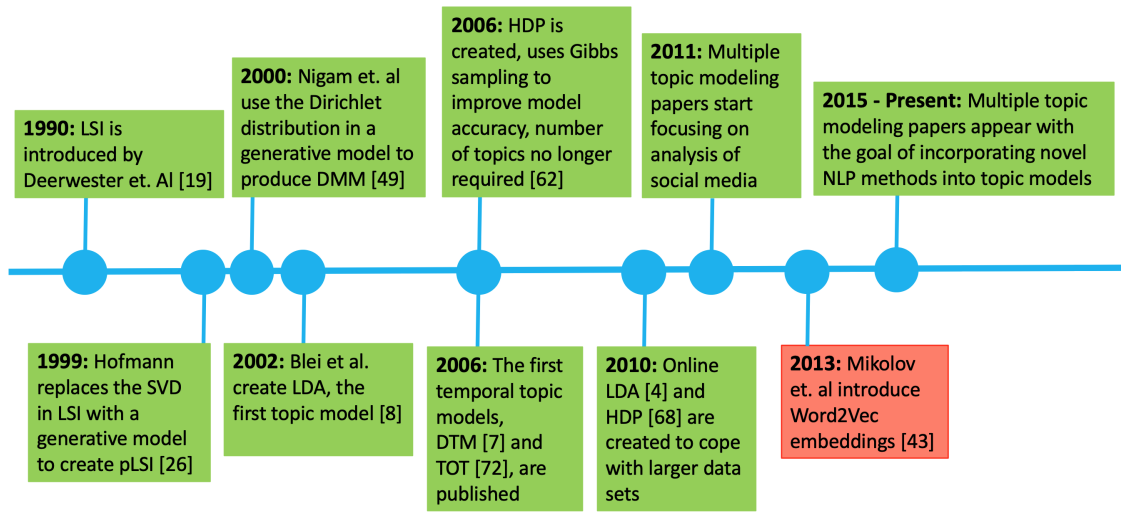 1990: LSI is
introduced by
Deerwester et. Al [19]
1999: Hofmann
replaces the SVD
in LSI with a
generative model
to create pLSI [26]
2000: Nigam et. al
use the Dirichlet
distribution in a
generative model to
produce DMM [49]
2002: Blei et al.
create LDA, the
first topic model [8]
2006: HDP is
created, uses Gibbs
sampling to
improve model
accuracy, number
of topics no longer
required [62]
2006: The first
temporal topic
models,
DTM [7] and
TOT [72], are
published
2010: Online
LDA [4] and
HDP [68] are
created to cope
with larger data
sets
2011: Multiple
topic modeling
papers start
focusing on
analysis of
social media
2013: Mikolov
et. al introduce
Word2Vec
embeddings [43]
2015 - Present: Multiple topic
modeling papers appear with
the goal of incorporating novel
NLP methods into topic models